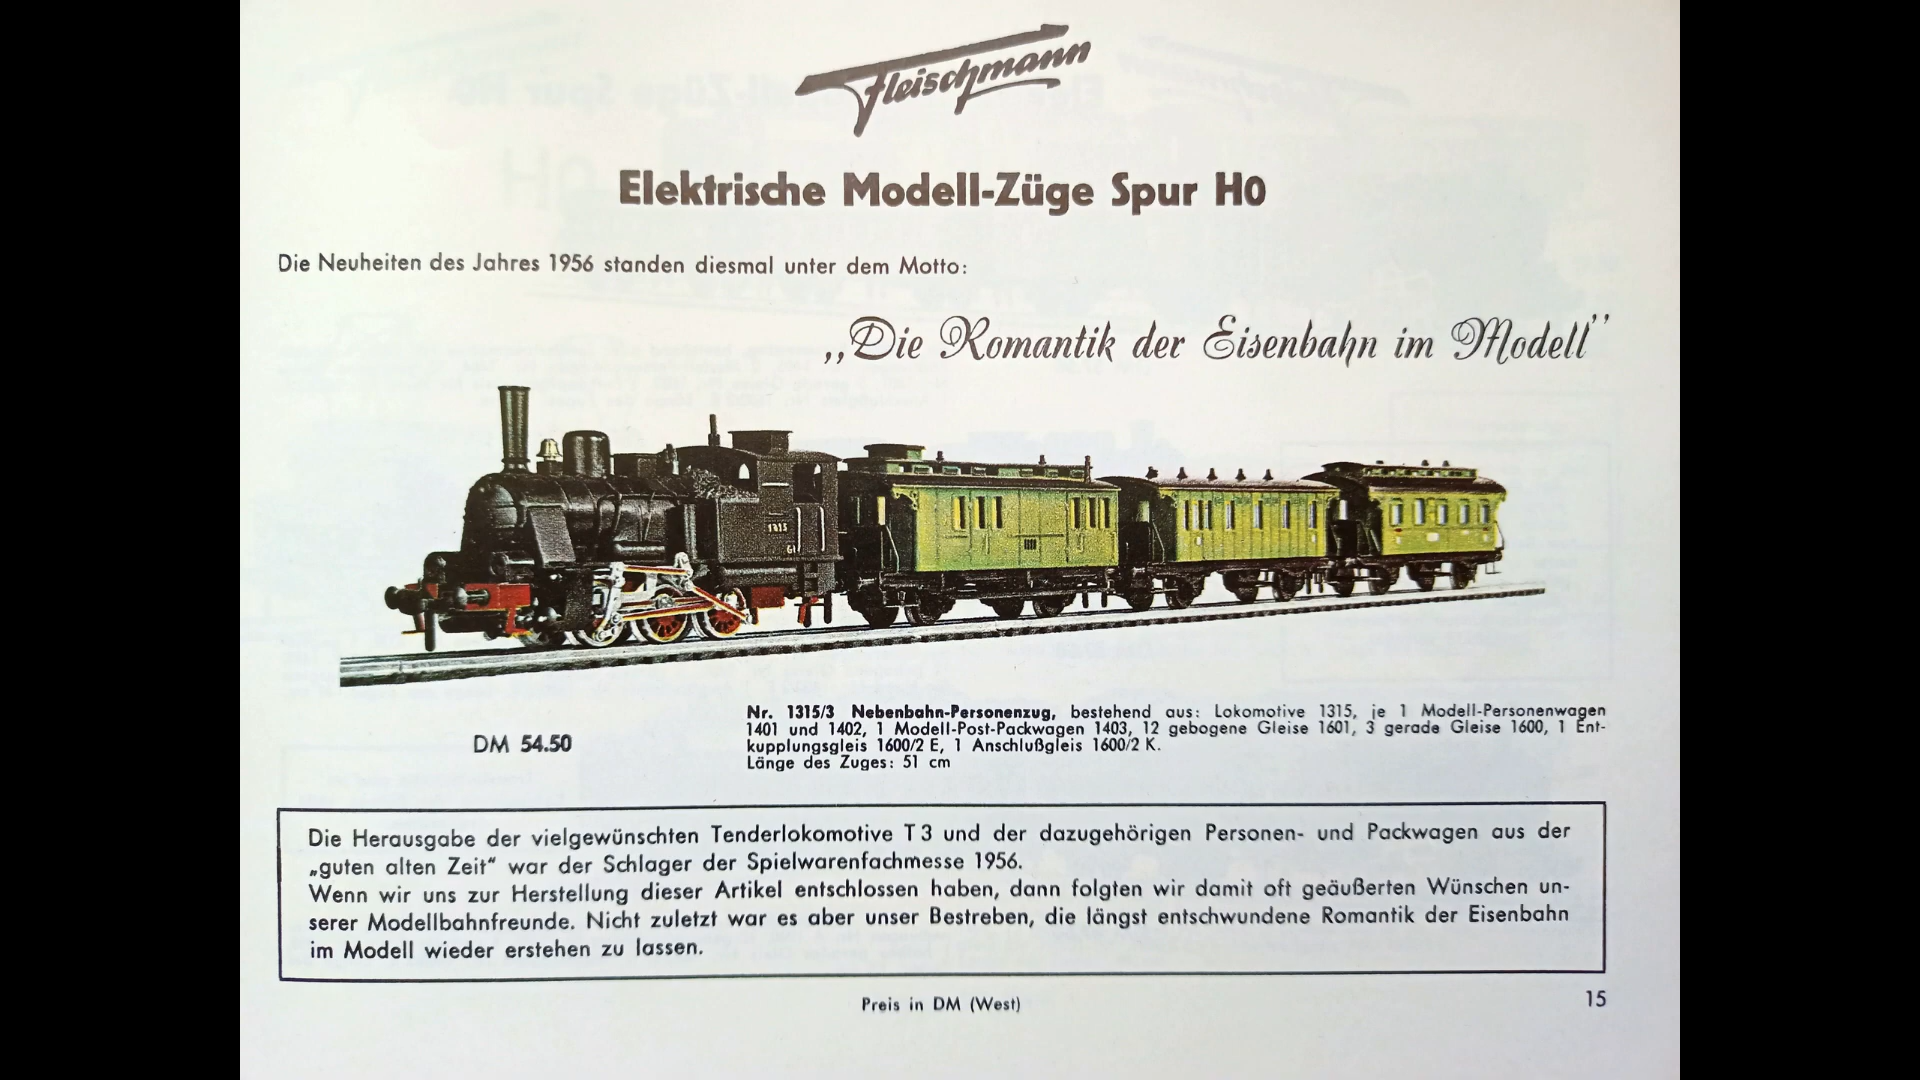 Fleischmann
Elektrische Modell-Züge Spur H0
Die Neuheiten des Jahres 1956 standen diesmal unter dem Motto:
„Die Romantik der Eisenbahn im Modell”
1315
DM 54.50
Nr. 1315/3 Nebenbahn-Personenzug, bestehend aus: Lokomotive 1315, je 1 Modell-Personenwagen
1401 und 1402, 1 Modell-Post-Packwagen 1403, 12 gebogene Gleise 1601, 3 gerade Gleise 1600, 1 Ent-
kupplungsgleis 1600/2 E, 1 Anschlußgleis 1600/2 K.
Länge des Zuges: 51 cm
Die Herausgabe der vielgewünschten Tenderlokomotive T 3 und der dazugehörigen Personen- und Packwagen aus der
„guten alten Zeit“ war der Schlager der Spielwarenfachmesse 1956.
Wenn wir uns zur Herstellung dieser Artikel entschlossen haben, dann folgten wir damit oft geäußerten Wünschen un-
serer Modellbahnfreunde. Nicht zuletzt war es aber unser Bestreben, die längst entschwundene Romantik der Eisenbahn
im Modell wieder erstehen zu lassen.
Preis in DM (West)
15